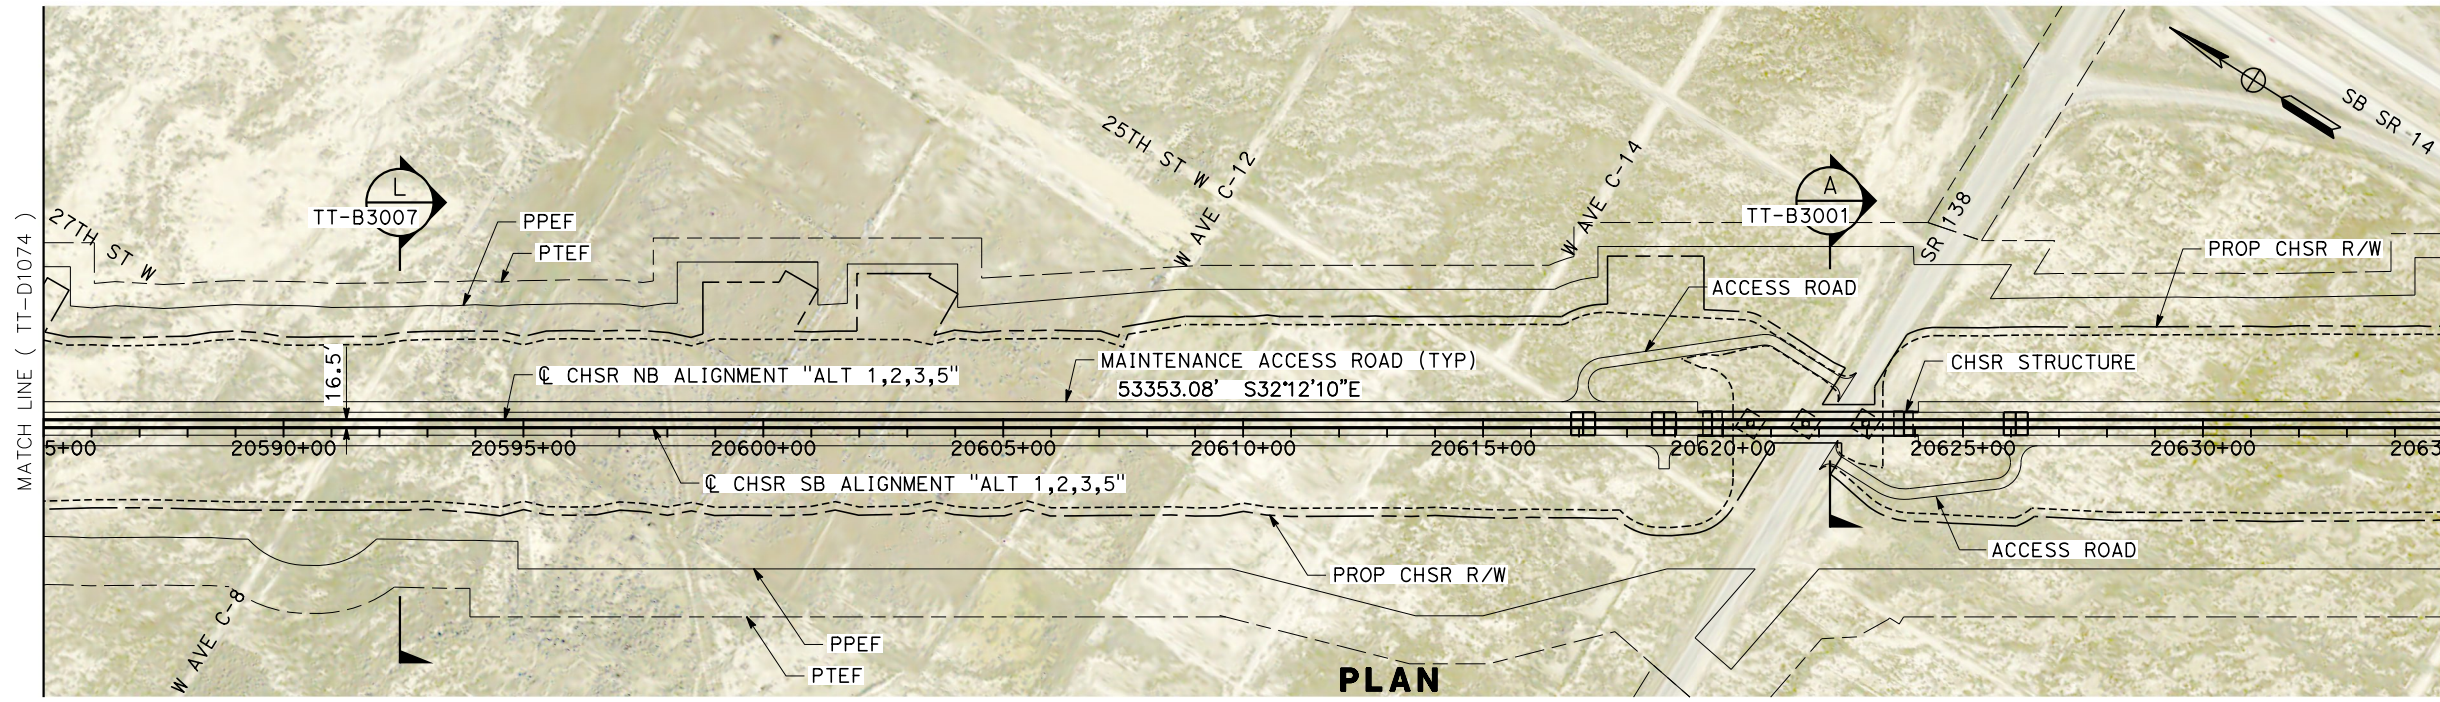 SB SR 14
25TH ST W
W AVE C-12
W AVE C-14
L
TT-B3007
A
TT-B3001
27TH ST W
PPEF
PTEF
SR 138
PROP CHSR R/W
ACCESS ROAD
MATCH LINE ( TT-D1074 )
16.5'
℄ CHSR NB ALIGNMENT "ALT 1,2,3,5"
MAINTENANCE ACCESS ROAD (TYP)
53353.08' S32°12'10"E
CHSR STRUCTURE
5+00 20590+00 20595+00 20600+00 20605+00 20610+00 20615+00 20620+00 20625+00 20630+00 2063
℄ CHSR SB ALIGNMENT "ALT 1,2,3,5"
ACCESS ROAD
PROP CHSR R/W
W AVE C-8
PPEF
PTEF
PLAN